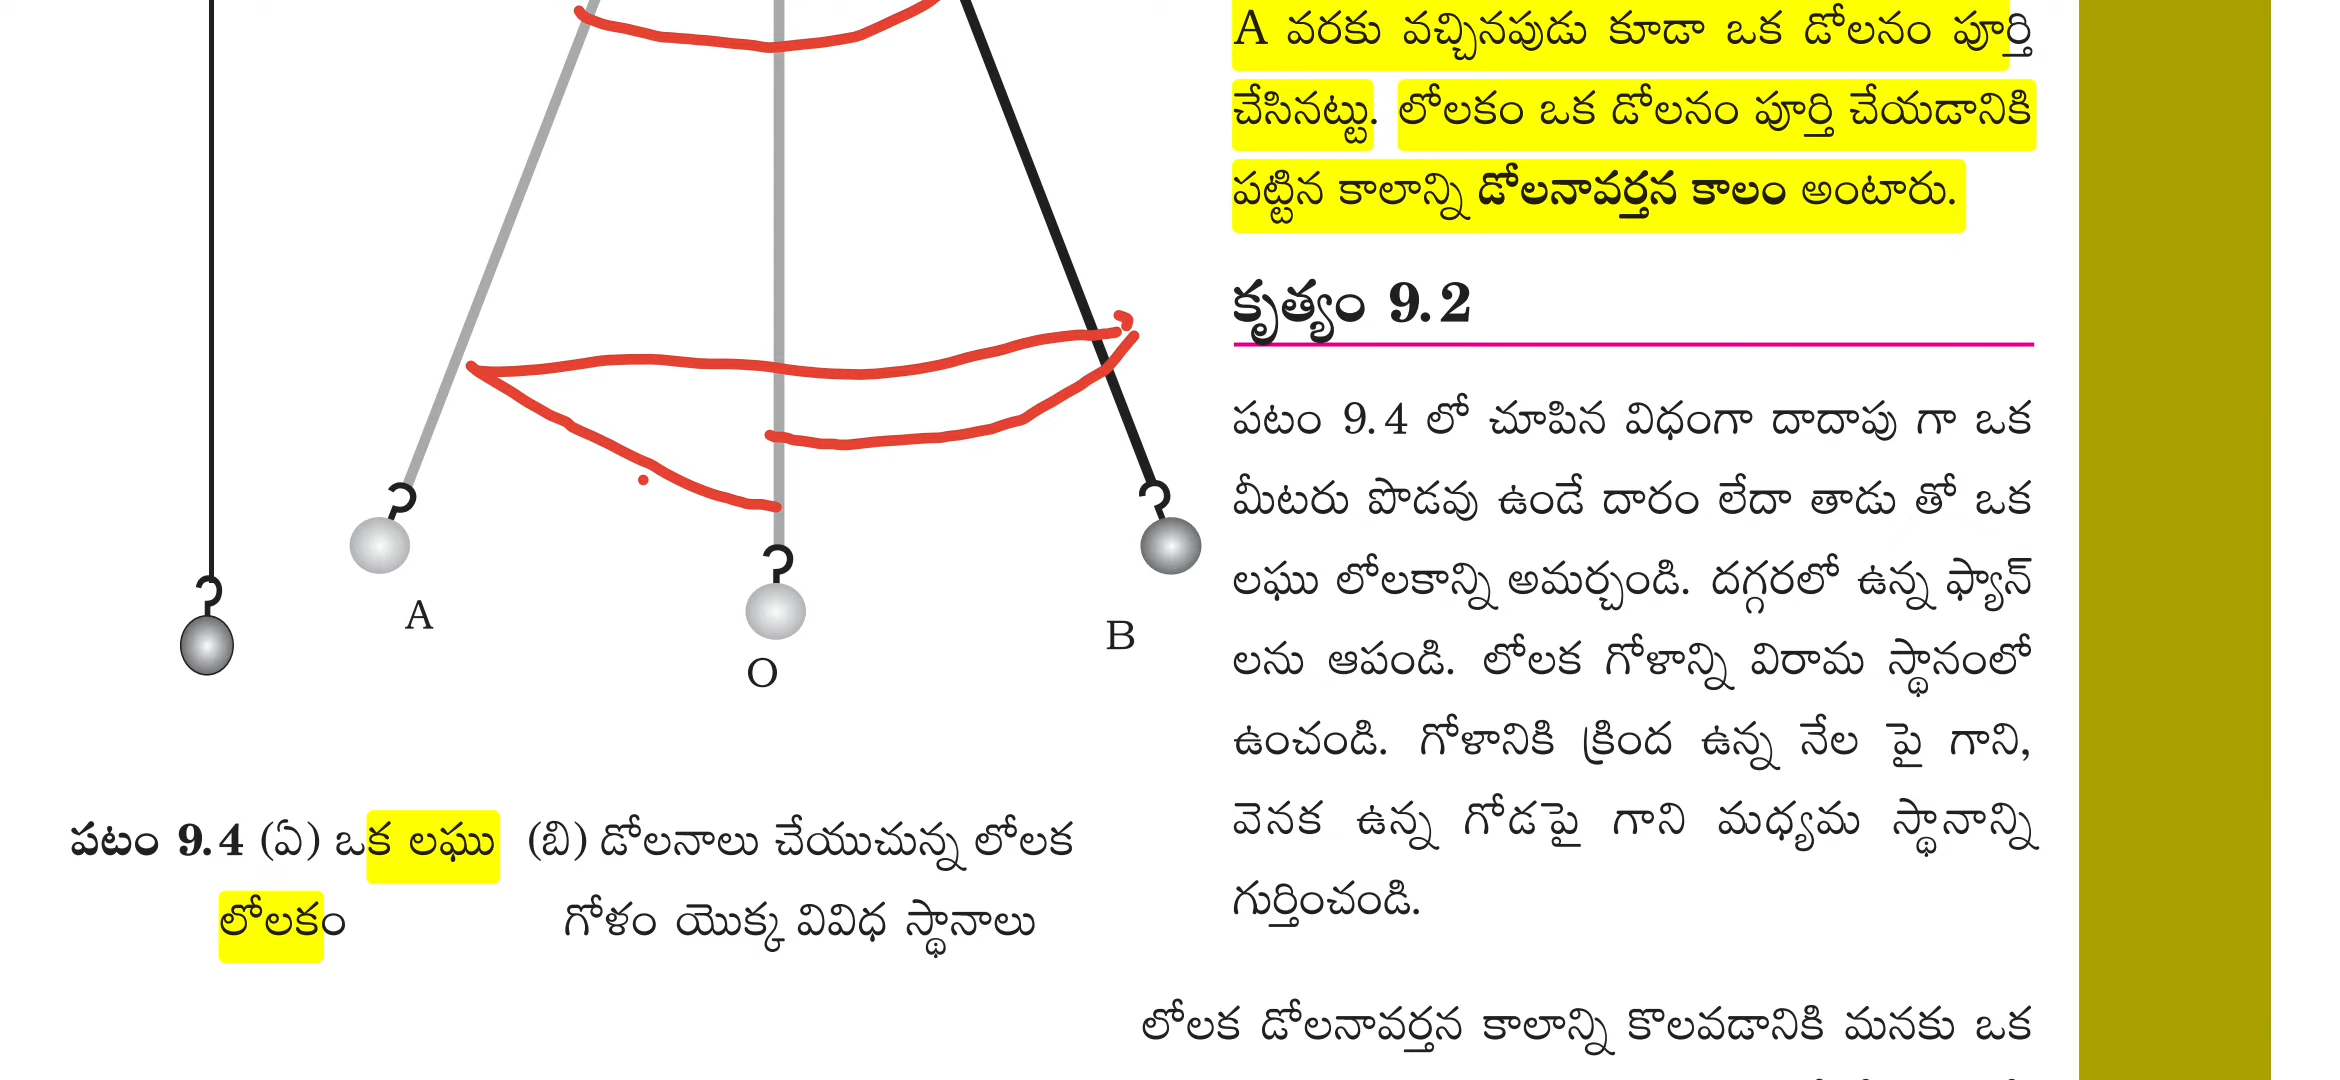 A వరకు వచ్చినపుడు కూడా ఒక డోలనం పూర్తి
చేసినట్టు. లోలకం ఒక డోలనం పూర్తి చేయడానికి
పట్టిన కాలాన్ని డోలనావర్తన కాలం అంటారు.
కృత్యం 9.2
పటం 9.4 లో చూపిన విధంగా దాదాపు గా ఒక
మీటరు పొడవు ఉండే దారం లేదా తాడు తో ఒక
లఘు లోలకాన్ని అమర్చండి. దగ్గరలో ఉన్న ఫ్యాన్
లను ఆపండి. లోలక గోళాన్ని విరామ స్థానంలో
ఉంచండి. గోళానికి క్రింద ఉన్న నేల పై గాని,
వెనక ఉన్న గోడపై గాని మధ్యమ స్థానాన్ని
గుర్తించండి.
లోలక డోలనావర్తన కాలాన్ని కొలవడానికి మనకు ఒక
A
O
B
పటం 9.4 (ఏ) ఒక లఘు (బి) డోలనాలు చేయుచున్న లోలక
లోలకం గోళం యొక్క వివిధ స్థానాలు